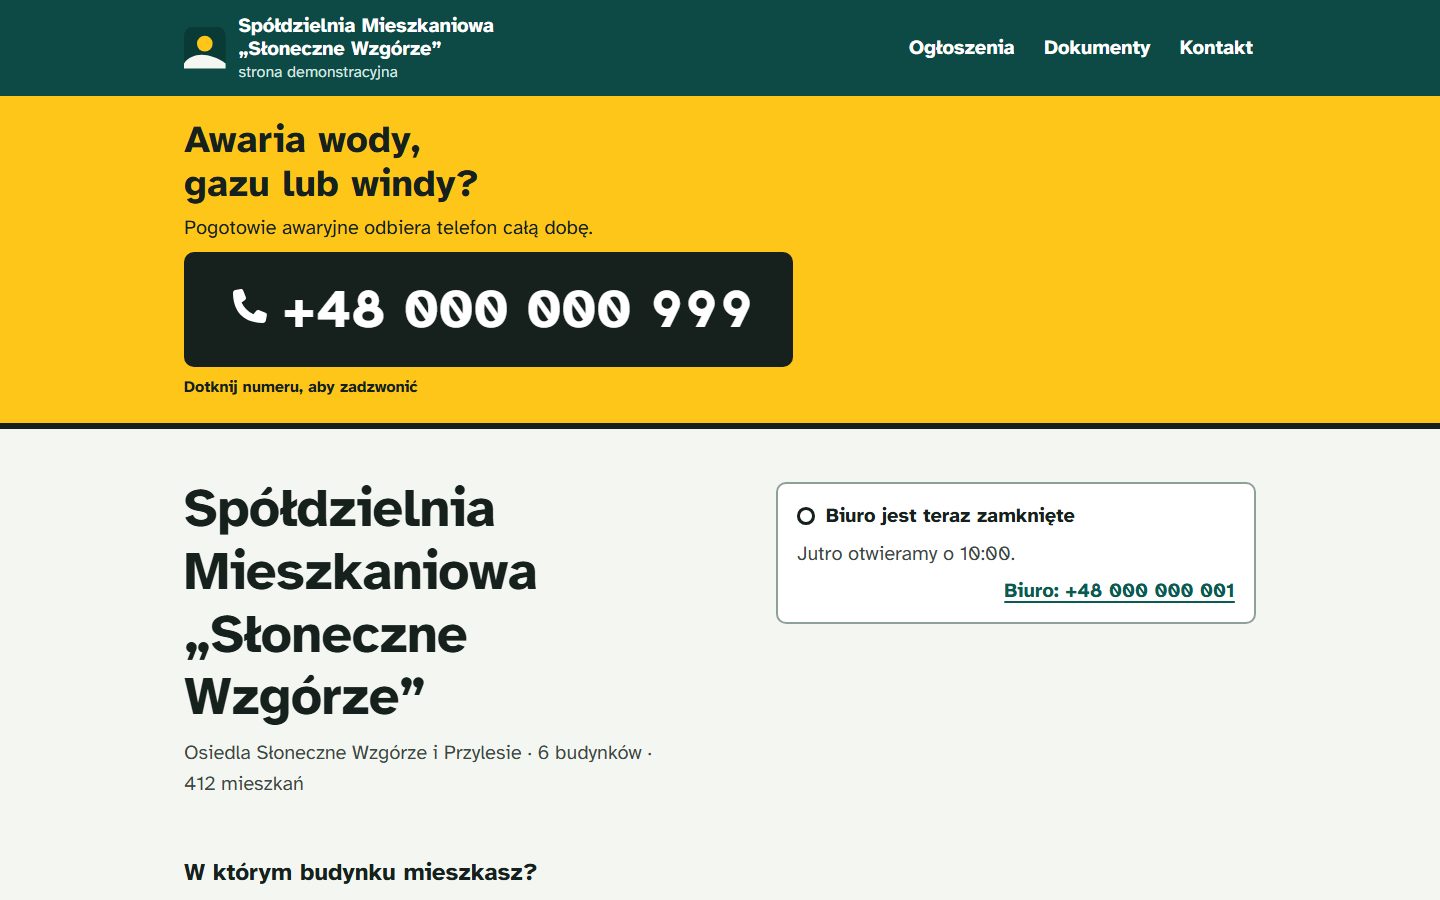 Spółdzielnia Mieszkaniowa
„Słoneczne Wzgórze”
strona demonstracyjna
Ogłoszenia Dokumenty Kontakt
Awaria wody,
gazu lub windy?
Pogotowie awaryjne odbiera telefon całą dobę.
+48 000 000 999
Dotknij numeru, aby zadzwonić
Spółdzielnia
Mieszkaniowa
„Słoneczne
Wzgórze”
Osiedla Słoneczne Wzgórze i Przylesie · 6 budynków ·
412 mieszkań
Biuro jest teraz zamknięte
Jutro otwieramy o 10:00.
Biuro: +48 000 000 001
W którym budynku mieszkasz?